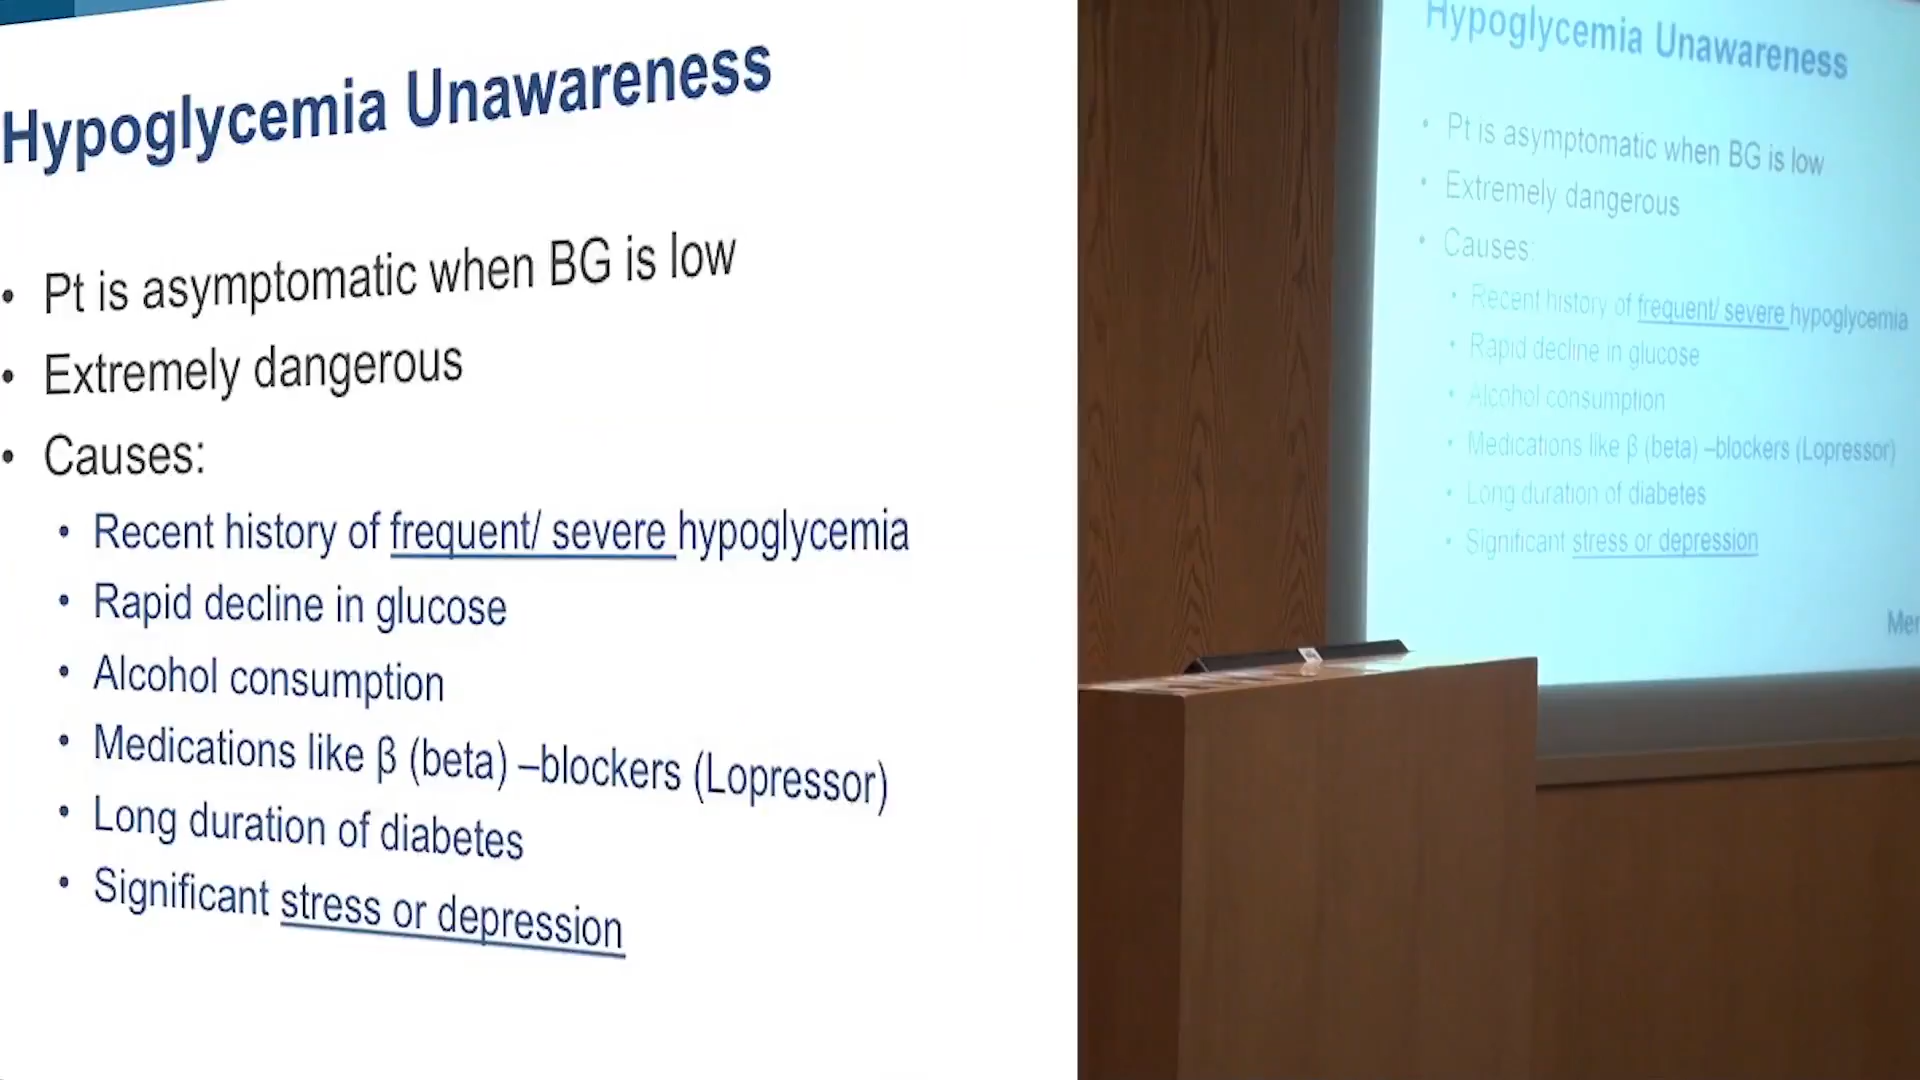 Hypoglycemia Unawareness
• Pt is asymptomatic when BG is low
• Extremely dangerous
• Causes:
• Recent history of frequent/ severe hypoglycemia
• Rapid decline in glucose
• Alcohol consumption
• Medications like β (beta) –blockers (Lopressor)
• Long duration of diabetes
• Significant stress or depression
Hypoglycemia Unawareness
• Pt is asymptomatic when BG is low
• Extremely dangerous
• Causes:
• Recent history of frequent/ severe hypoglycemia
• Rapid decline in glucose
• Alcohol consumption
• Medications like β (beta) –blockers (Lopressor)
• Long duration of diabetes
• Significant stress or depression